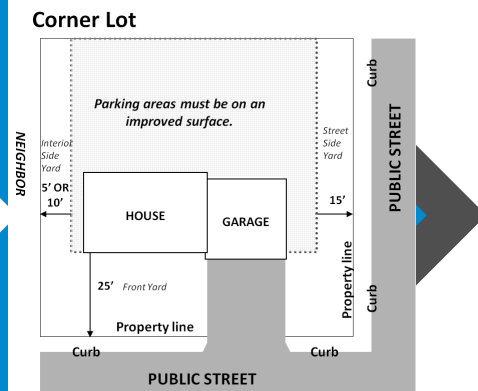 Corner Lot
Curb
Parking areas must be on an
improved surface.
PUBLIC STREET
NEIGHBOR
Interior
Side
Yard
5’ OR
10’
Street
Side
Yard
15’
HOUSE
GARAGE
25’ Front Yard
Property line
Curb
Property line
Curb
Curb
PUBLIC STREET